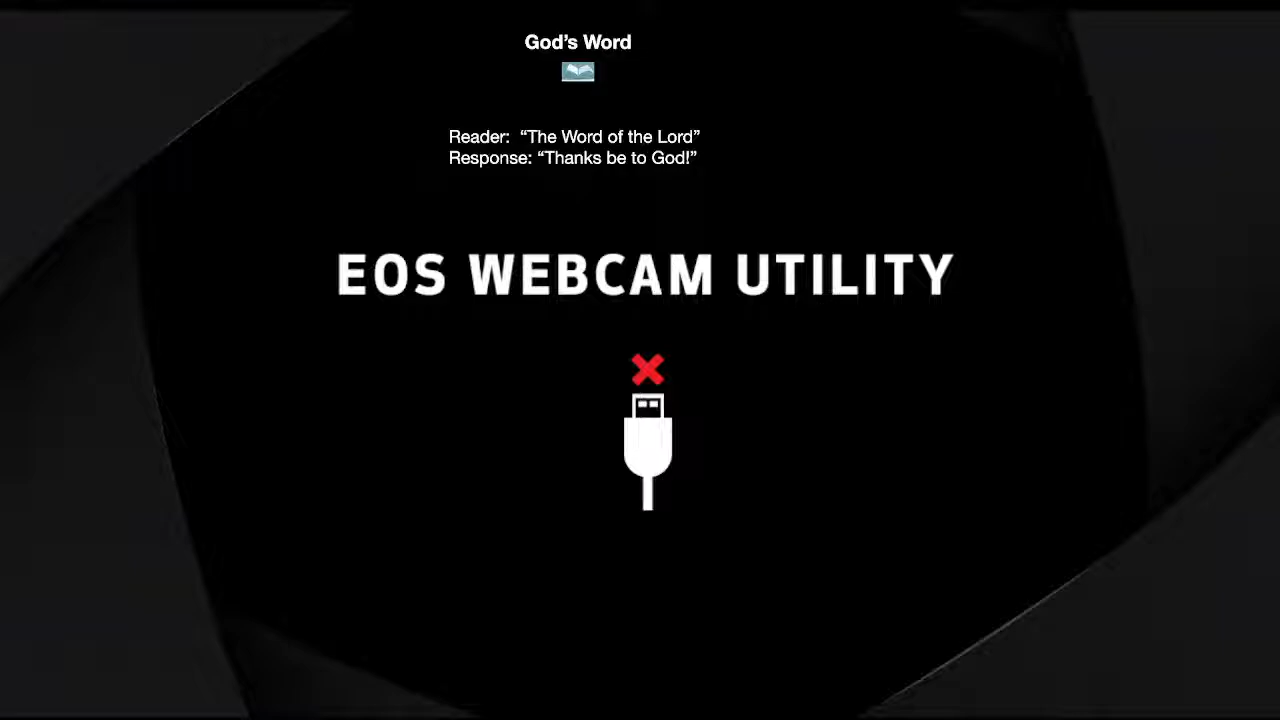 God’s Word
Reader:  “The Word of the Lord”
Response: “Thanks be to God!”
EOS WEBCAM UTILITY